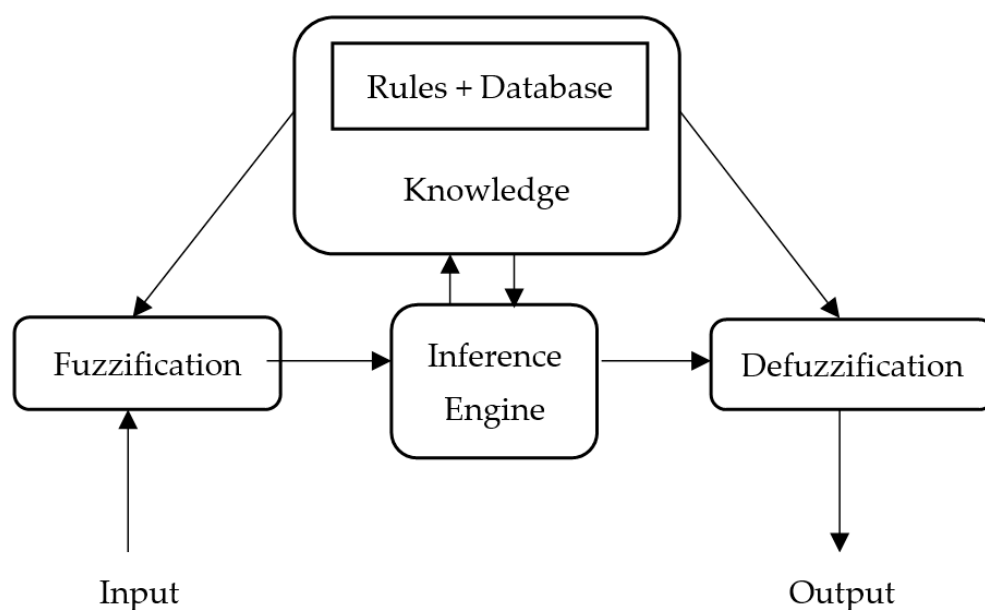 Rules + Database
Knowledge
Fuzzification
Inference
Engine
Defuzzification
Input
Output